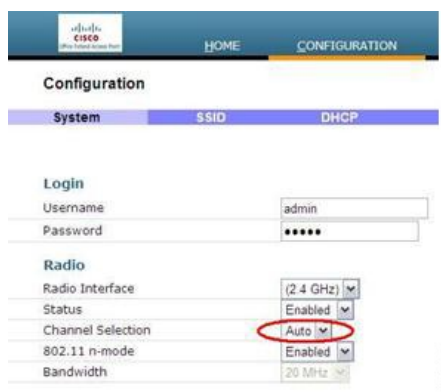 CISCO
HOME CONFIGURATION
Configuration
System SSID DHCP
Login
Username admin
Password •••••
Radio
Radio Interface (2.4 GHz)
Status Enabled
Channel Selection Auto
802.11 n-mode Enabled
Bandwidth 20 MHz